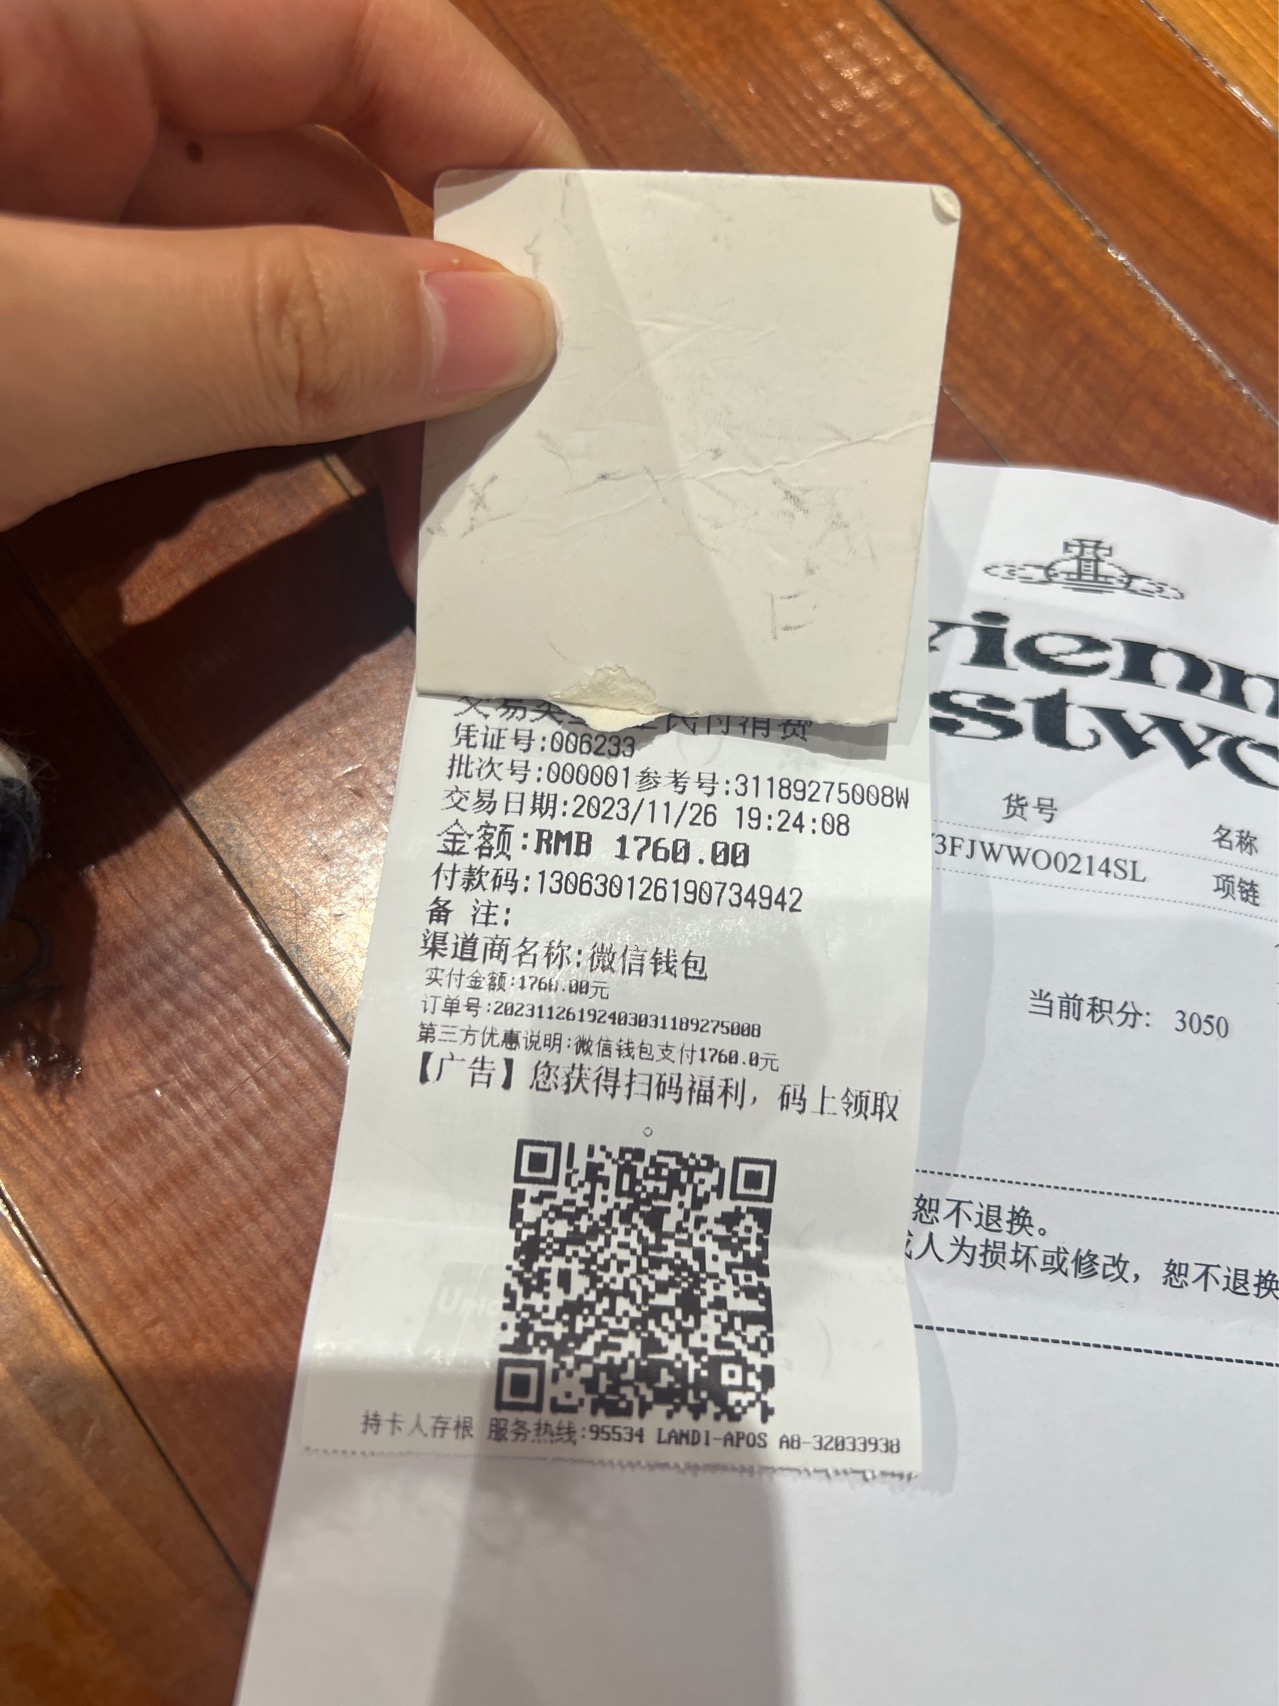 凭证号:006233
批次号:000001参考号:31189275008W
交易日期:2023/11/26 19:24:08
金额:RMB 1760.00
付款码:130630126190734942
备 注:
渠道商名称:微信钱包
实付金额:1760.00元
订单号:20231126192403031189275008
第三方优惠说明:微信钱包支付1760.0元
【广告】您获得扫码福利，码上领取
。
持卡人存根 服务热线:95534 LANDI-APOS A8-32033938
货号 名称
3FJWWO0214SL 项链
当前积分: 3050
恕不退换。
人为损坏或修改，恕不退换